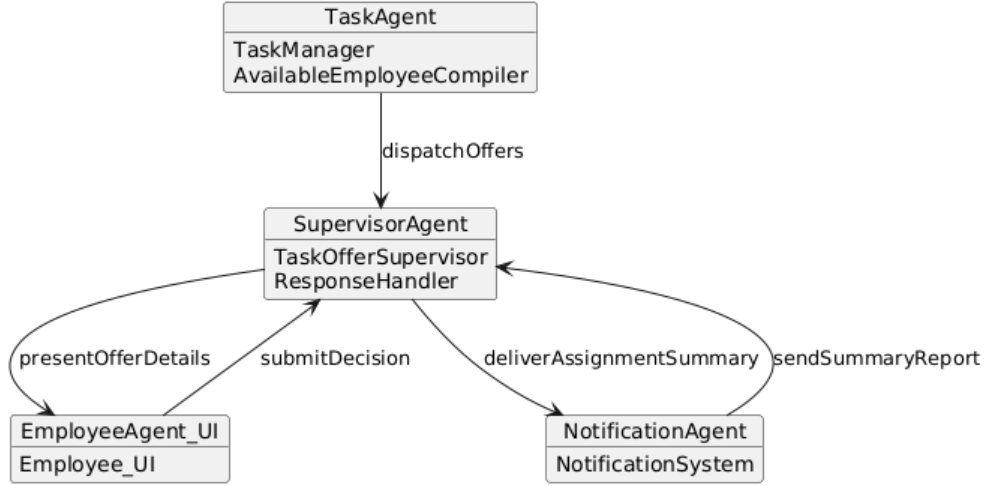 TaskAgent
TaskManager
AvailableEmployeeCompiler
dispatchOffers
SupervisorAgent
TaskOfferSupervisor
ResponseHandler
presentOfferDetails
submitDecision
deliverAssignmentSummary
sendSummaryReport
EmployeeAgent_UI
Employee_UI
NotificationAgent
NotificationSystem